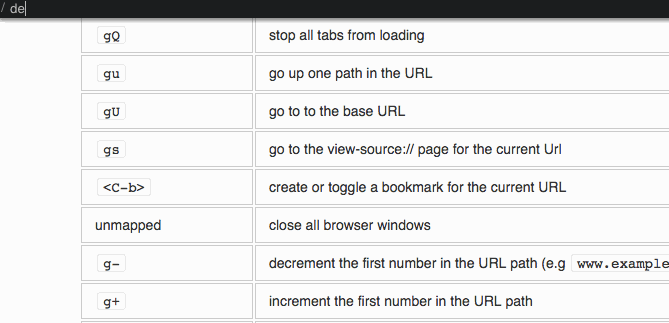 / de
gQ stop all tabs from loading
gu go up one path in the URL
gU go to to the base URL
gs go to the view-source:// page for the current Url
<C-b> create or toggle a bookmark for the current URL
unmapped close all browser windows
g- decrement the first number in the URL path (e.g www.example
g+ increment the first number in the URL path